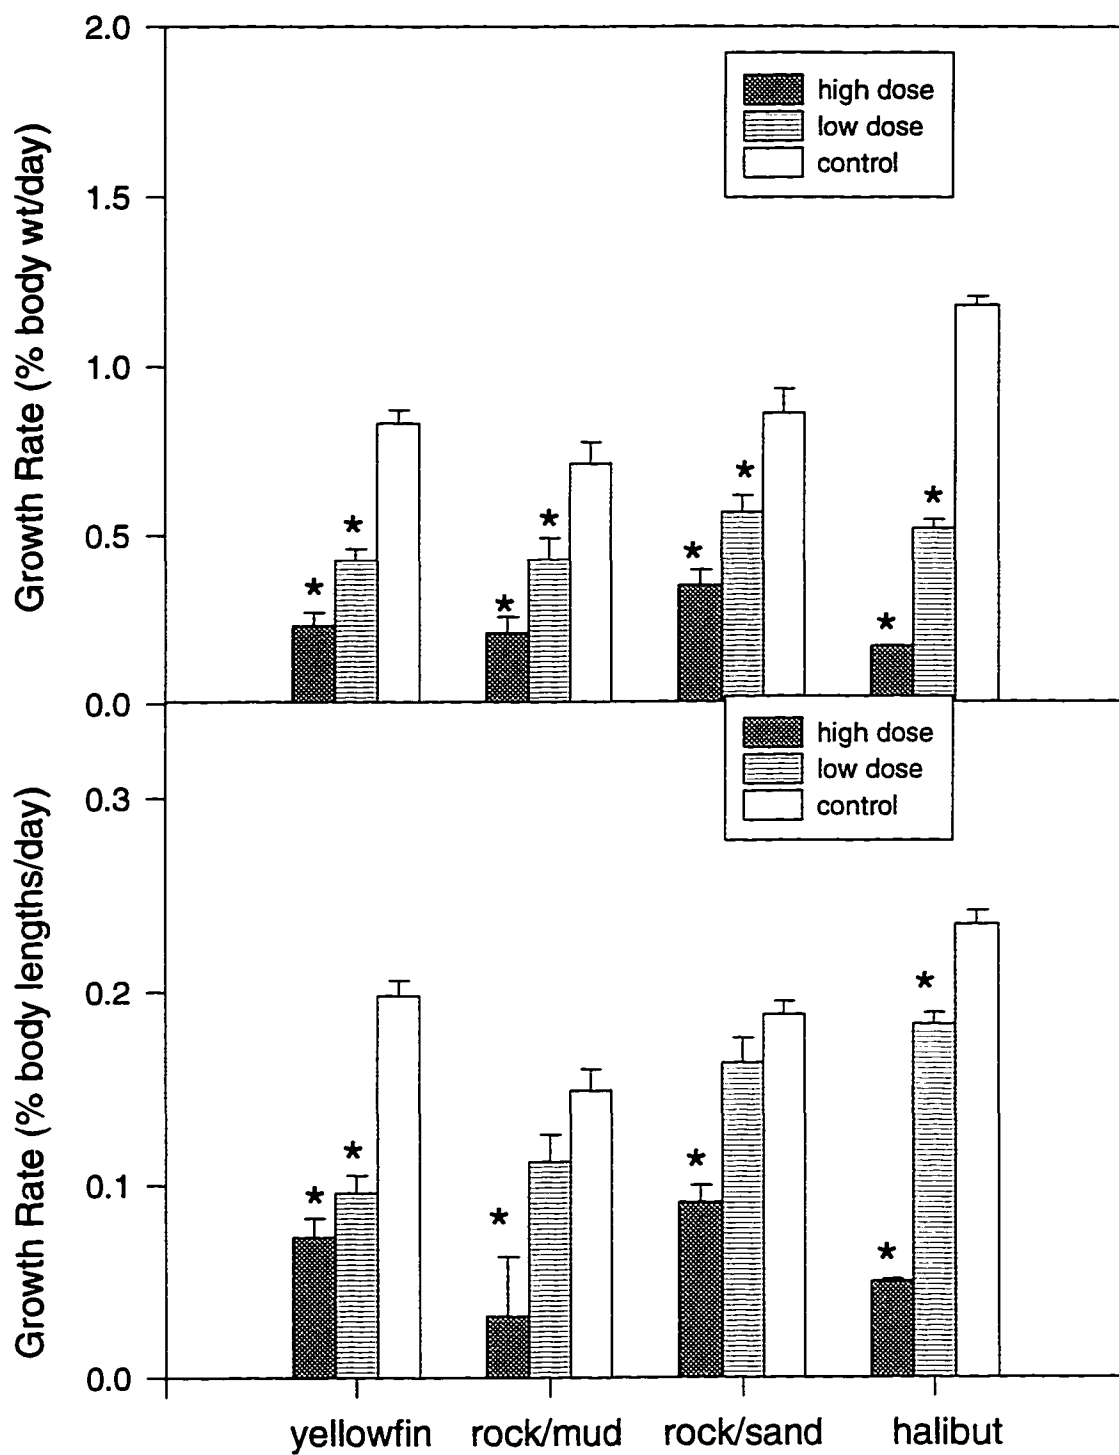 Growth Rate (% body wt/day)
2.0
1.5
1.0
0.5
0.0
high dose
low dose
control
*
*
*
*
*
*
*
*
Growth Rate (% body lengths/day)
0.3
0.2
0.1
0.0
high dose
low dose
control
*
*
*
*
*
*
yellowfin rock/mud rock/sand halibut